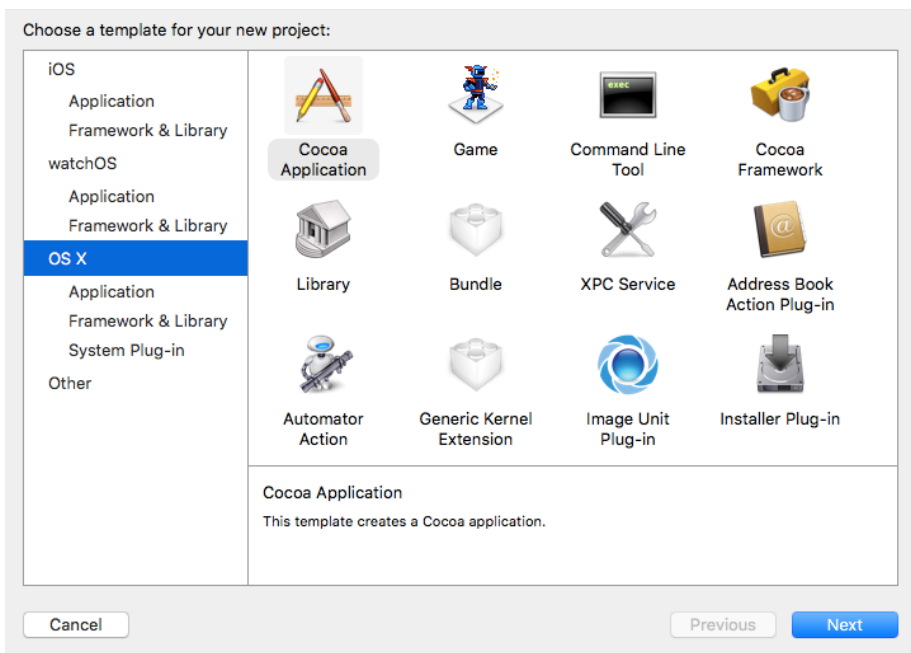 Choose a template for your new project:
iOS
Application
Framework & Library
watchOS
Application
Framework & Library
OS X
Application
Framework & Library
System Plug-in
Other
exec
Cocoa
Application
Game
Command Line
Tool
Cocoa
Framework
Library
Bundle
XPC Service
@
Address Book
Action Plug-in
Automator
Action
Generic Kernel
Extension
Image Unit
Plug-in
Installer Plug-in
Cocoa Application
This template creates a Cocoa application.
Cancel
Previous
Next